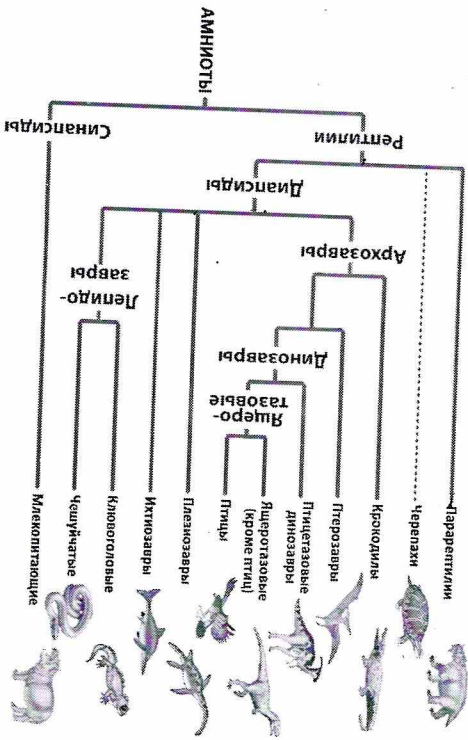 АМНИОТЫ
Рептилии
Синапсиды
Диапсиды
Архозавры
Лепидо-
завры
Динозавры
Ящеро-
тазовые
Парарептилии
Черепахи
Крокодилы
Птерозавры
Птицетазовые
динозавры
Ящеротазовые
(кроме птиц)
Птицы
Плезиозавры
Ихтиозавры
Клювоголовые
Чешуйчатые
Млекопитающие